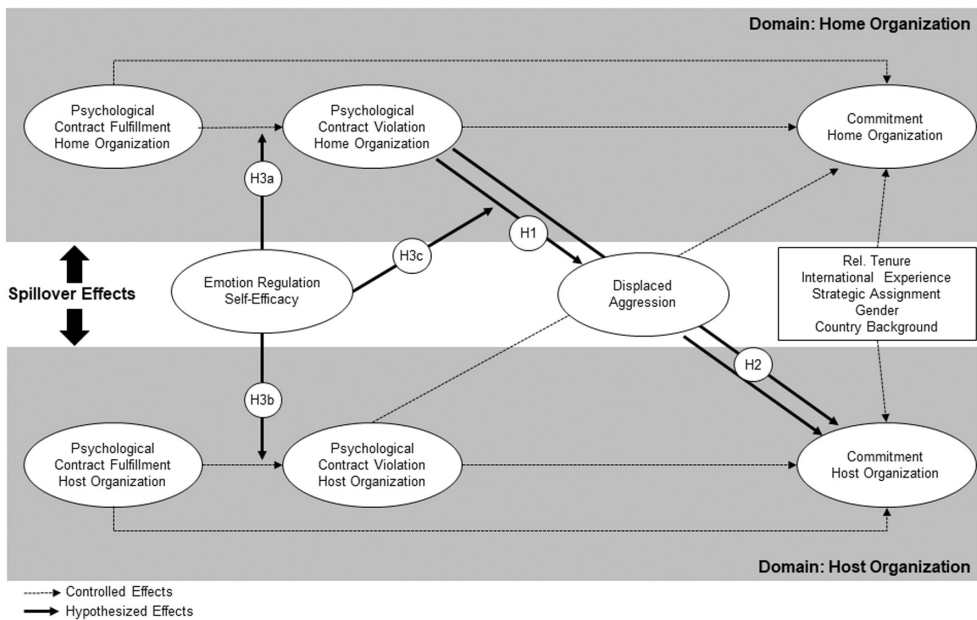 Domain: Home Organization
Psychological
Contract Fulfillment
Home Organization
Psychological
Contract Violation
Home Organization
Commitment
Home Organization
H3a
H1
H3c
Spillover Effects
Emotion Regulation
Self-Efficacy
Displaced
Aggression
Rel. Tenure
International Experience
Strategic Assignment
Gender
Country Background
H2
H3b
Psychological
Contract Fulfillment
Host Organization
Psychological
Contract Violation
Host Organization
Commitment
Host Organization
Domain: Host Organization
Controlled Effects
Hypothesized Effects